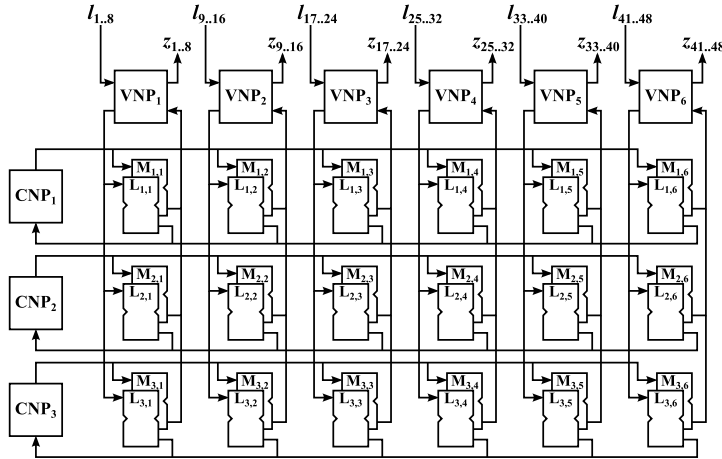 l1..8 l9..16 l17..24 l25..32 l33..40 l41..48
z1..8 z9..16 z17..24 z25..32 z33..40 z41..48
VNP1 VNP2 VNP3 VNP4 VNP5 VNP6
M1,1 M1,2 M1,3 M1,4 M1,5 M1,6
CNP1 L1,1 L1,2 L1,3 L1,4 L1,5 L1,6
M2,1 M2,2 M2,3 M2,4 M2,5 M2,6
CNP2 L2,1 L2,2 L2,3 L2,4 L2,5 L2,6
M3,1 M3,2 M3,3 M3,4 M3,5 M3,6
CNP3 L3,1 L3,2 L3,3 L3,4 L3,5 L3,6